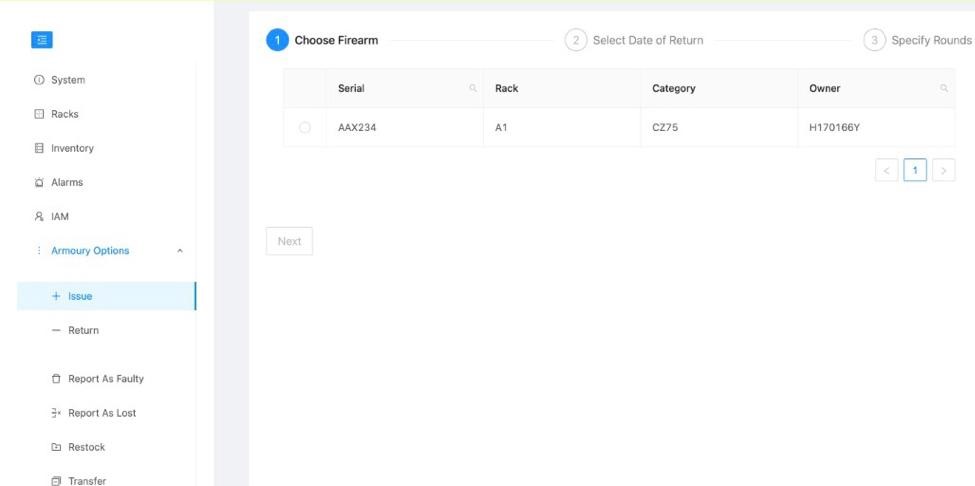 1 Choose Firearm 2 Select Date of Return 3 Specify Rounds
System
Racks
Inventory
Alarms
IAM
Armoury Options
Issue
Return
Report As Faulty
Report As Lost
Restock
Transfer
Serial Rack Category Owner
AAX234 A1 CZ75 H170166Y
< 1 >
Next